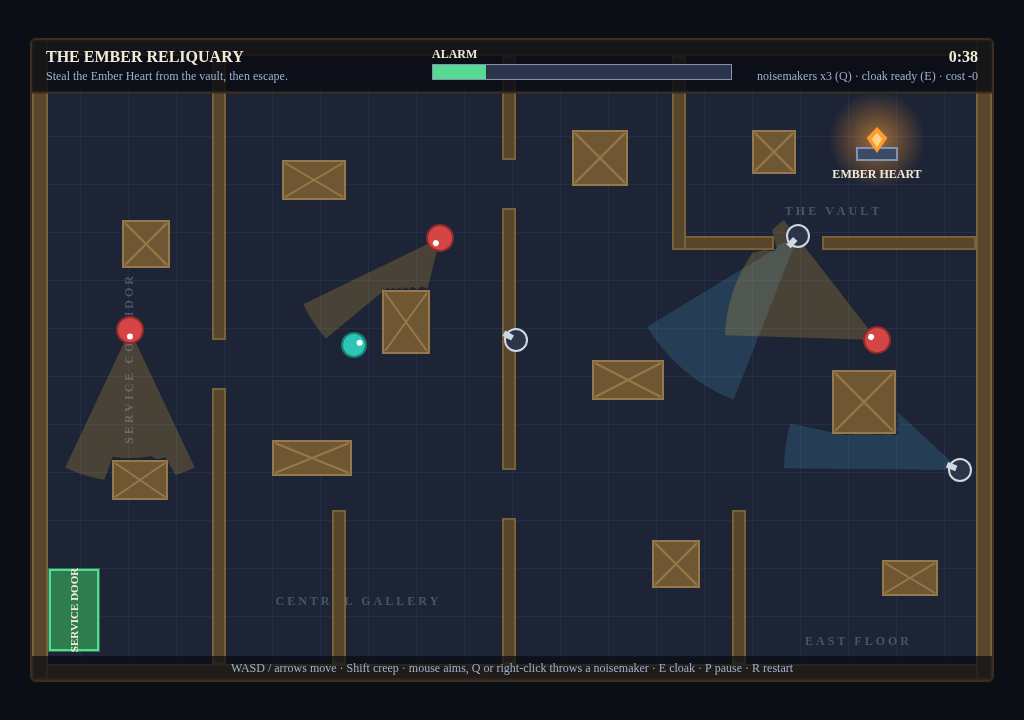 THE EMBER RELIQUARY
Steal the Ember Heart from the vault, then escape.
ALARM
0:38
noisemakers x3 (Q) · cloak ready (E) · cost -0
EMBER HEART
THE VAULT
SERVICE CORRIDOR
SERVICE DOOR
CENTRAL GALLERY
EAST FLOOR
WASD / arrows move · Shift creep · mouse aims, Q or right-click throws a noisemaker · E cloak · P pause · R restart